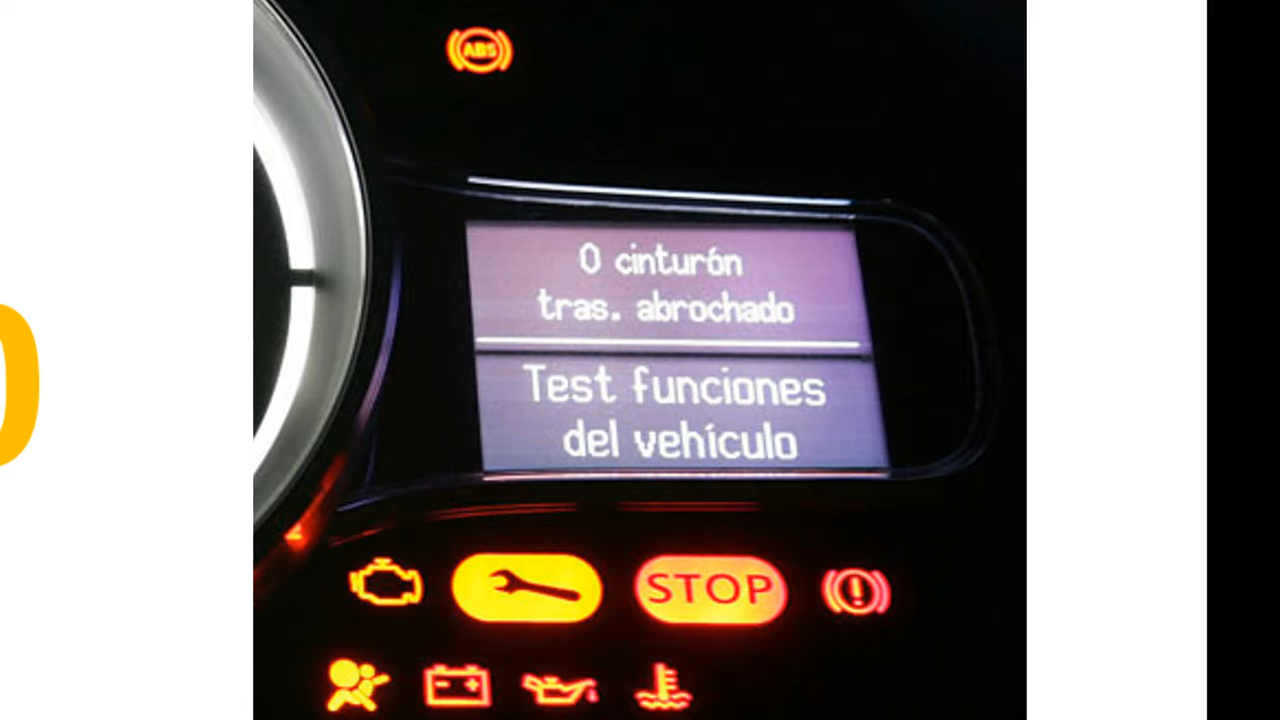 ABS
0 cinturón
tras. abrochado
Test funciones
del vehículo
STOP